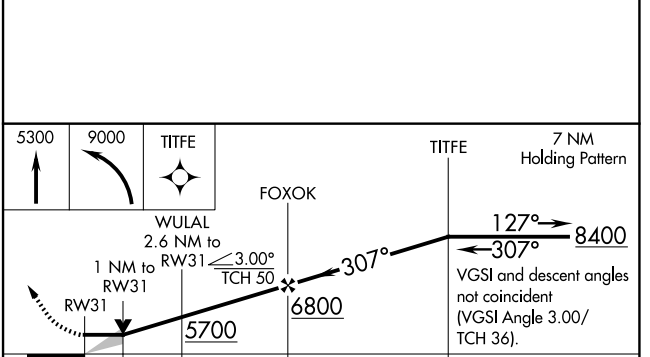 5300
9000
TITFE
TITFE
7 NM
Holding Pattern
FOXOK
WULAL
2.6 NM to
RW31
3.00°
TCH 50
1 NM to
RW31
RW31
307°
127°
307°
8400
6800
5700
VGSI and descent angles
not coincident
(VGSI Angle 3.00/
TCH 36).